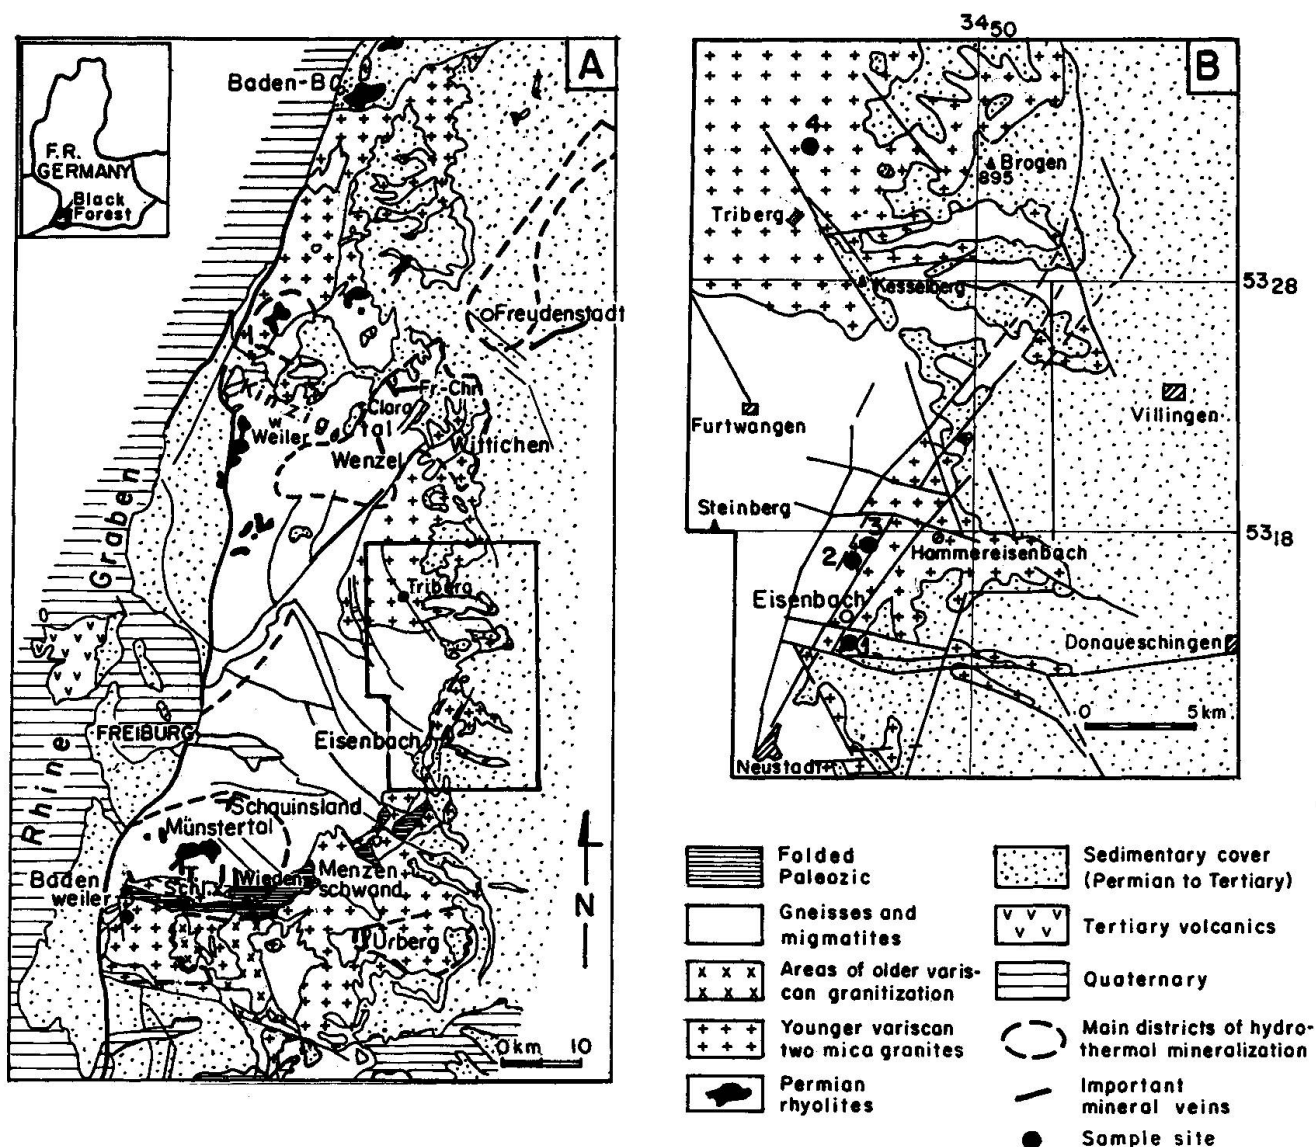 A
F.R.
GERMANY
Black
Forest
Baden-
Freudenstadt
Kinzig
tal
Fr.-Chr.
Clara
Weiler
Wittichen
Wenzel
Rhine Graben
Triberg
FREIBURG
Eisenbach
Schauinsland
Münstertal
Baden
weiler
Wieden
Menzen
schwand
Urberg
N
0 km 10
B
34 50
4
Brogen
895
Triberg
Kesselberg
53 28
Villingen
Furtwangen
Steinberg
53 18
3
2
Hammereisenbach
Eisenbach
1
Donaueschingen
0 5 km
Neustadt
Folded
Paleozic
Gneisses and
migmatites
Areas of older varis-
can granitization
Younger variscan
two mica granites
Permian
rhyolites
Sedimentary cover
(Permian to Tertiary)
Tertiary volcanics
Quaternary
Main districts of hydro-
thermal mineralization
Important
mineral veins
Sample site